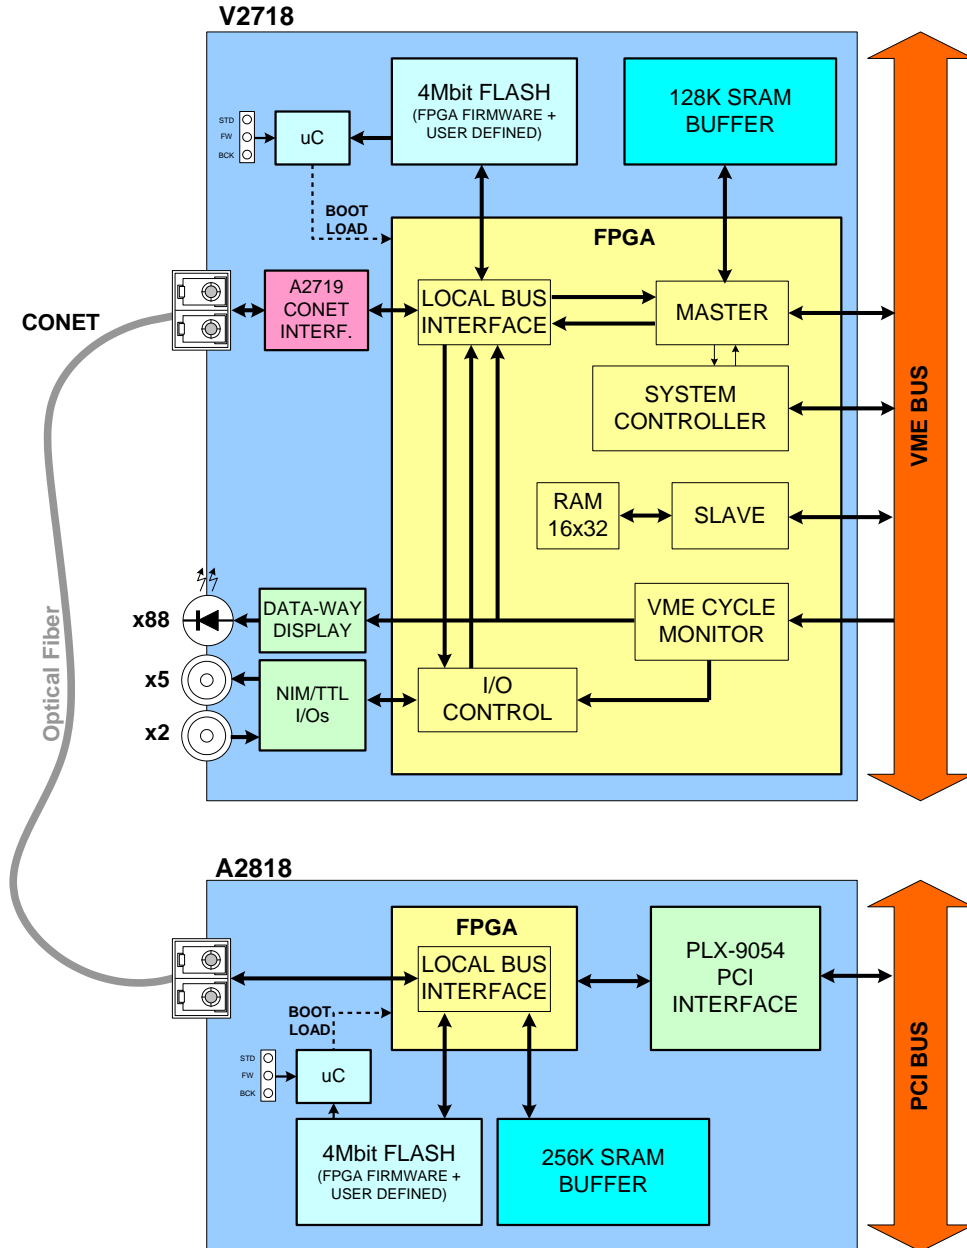 V2718
4Mbit FLASH
(FPGA FIRMWARE +
USER DEFINED)
128K SRAM
BUFFER
STD
FW
BCK
uC
BOOT
LOAD
FPGA
CONET
A2719
CONET
INTERF.
LOCAL BUS
INTERFACE
MASTER
SYSTEM
CONTROLLER
VME BUS
RAM
16x32
SLAVE
x88
DATA-WAY
DISPLAY
VME CYCLE
MONITOR
x5
x2
NIM/TTL
I/Os
I/O
CONTROL
Optical Fiber
A2818
FPGA
LOCAL BUS
INTERFACE
PLX-9054
PCI
INTERFACE
BOOT
LOAD
STD
FW
BCK
uC
4Mbit FLASH
(FPGA FIRMWARE +
USER DEFINED)
256K SRAM
BUFFER
PCI BUS